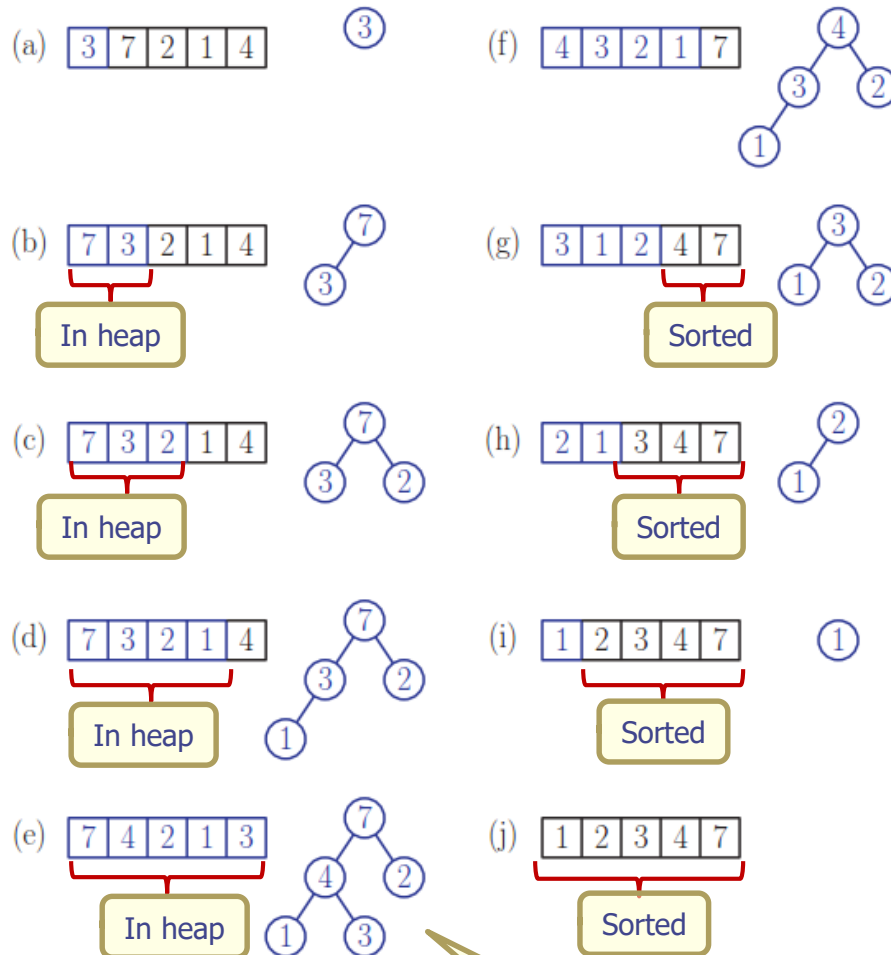 (a) 3 7 2 1 4
3
(b) 7 3 2 1 4
7
3
In heap
(c) 7 3 2 1 4
7
3 2
In heap
(d) 7 3 2 1 4
7
3 2
1
In heap
(e) 7 4 2 1 3
7
4 2
1 3
In heap
(f) 4 3 2 1 7
4
3 2
1
(g) 3 1 2 4 7
3
1 2
Sorted
(h) 2 1 3 4 7
2
1
Sorted
(i) 1 2 3 4 7
1
Sorted
(j) 1 2 3 4 7
Sorted